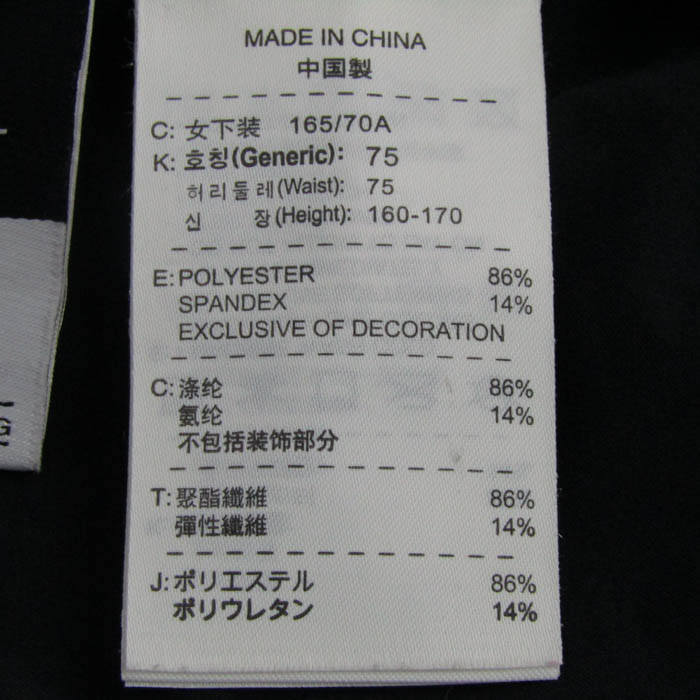 MADE IN CHINA
中国製
C: 女下装 165/70A
K: 호칭(Generic): 75
허리둘레(Waist): 75
신 장(Height): 160-170
E: POLYESTER 86%
SPANDEX 14%
EXCLUSIVE OF DECORATION
C: 涤纶 86%
氨纶 14%
不包括装饰部分
T: 聚酯纖維 86%
彈性纖維 14%
J: ポリエステル 86%
ポリウレタン 14%